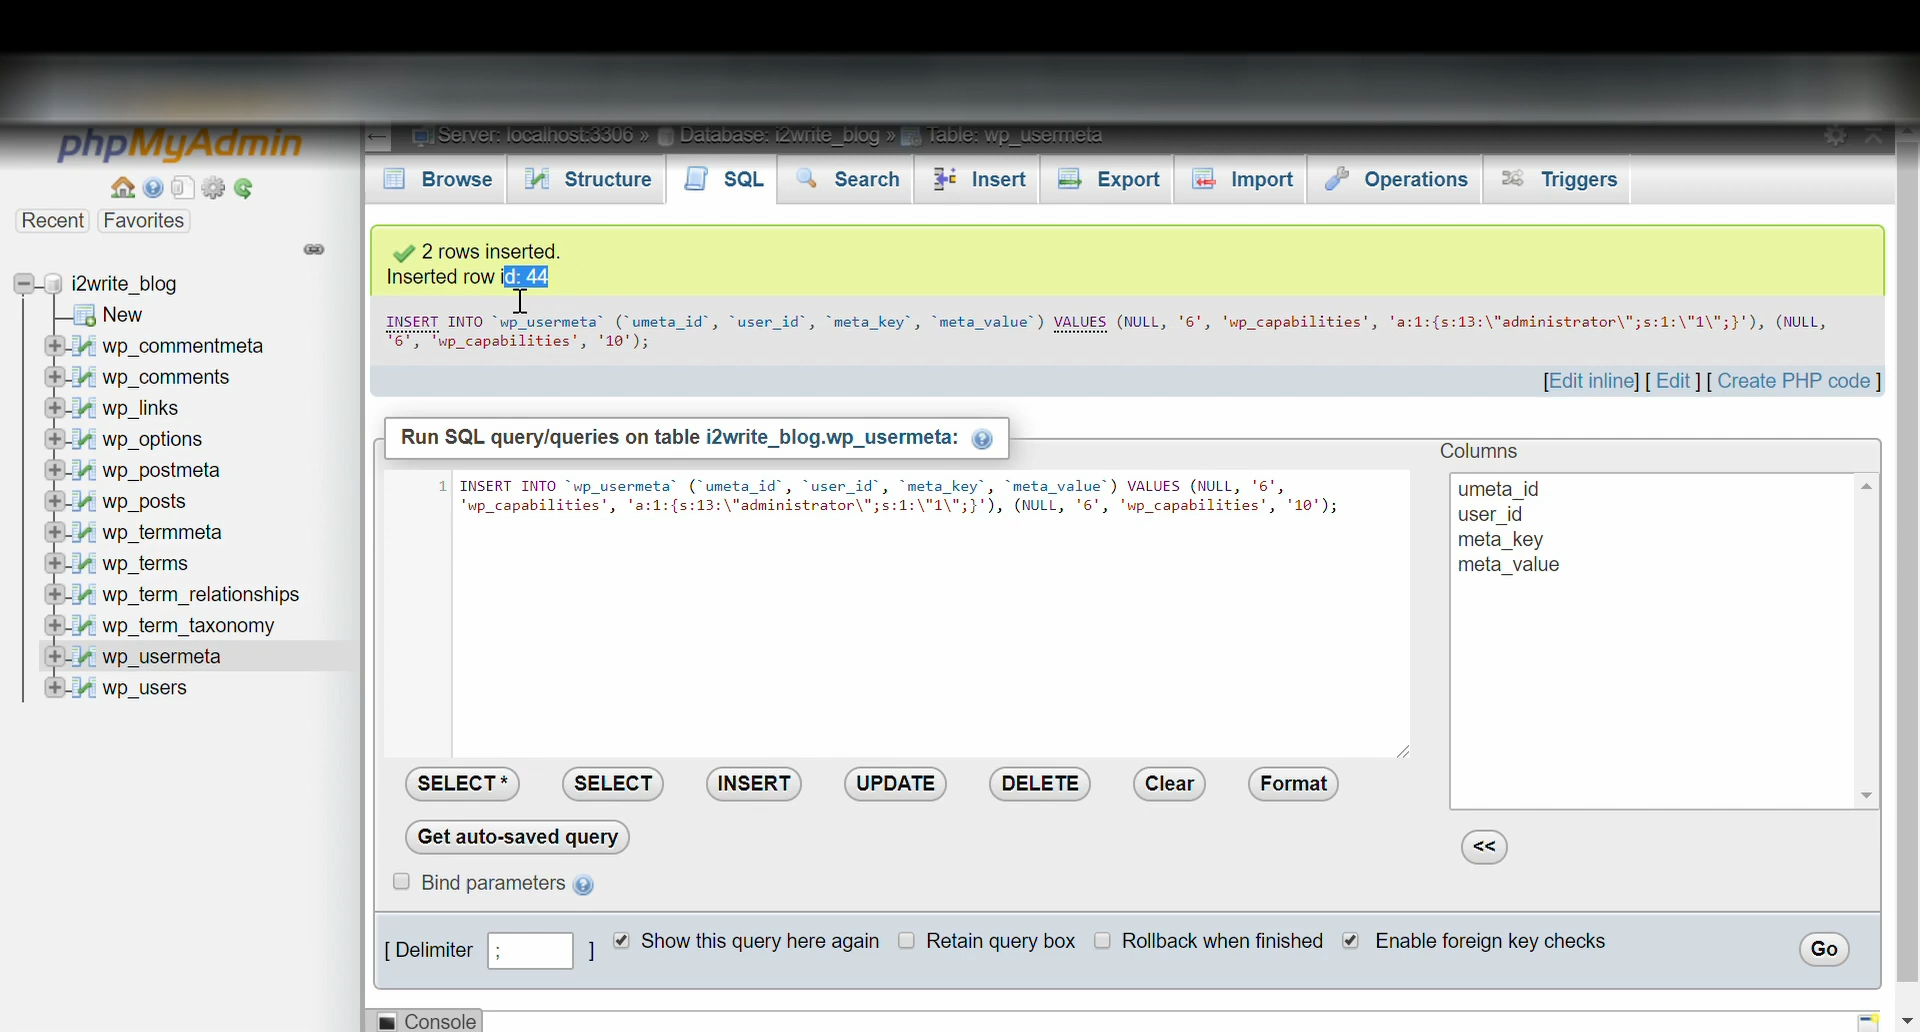 phpMyAdmin
Recent Favorites
i2write_blog
New
wp_commentmeta
wp_comments
wp_links
wp_options
wp_postmeta
wp_posts
wp_termmeta
wp_terms
wp_term_relationships
wp_term_taxonomy
wp_usermeta
wp_users
Server: localhost:3306 » Database: i2write_blog » Table: wp_usermeta
Browse Structure SQL Search Insert Export Import Operations Triggers
2 rows inserted.
Inserted row id: 44
INSERT INTO `wp_usermeta` (`umeta_id`, `user_id`, `meta_key`, `meta_value`) VALUES (NULL, '6', 'wp_capabilities', 'a:1:{s:13:\"administrator\";s:1:\"1\";}'), (NULL,
'6', 'wp_capabilities', '10');
[Edit inline] [ Edit ] [ Create PHP code ]
Run SQL query/queries on table i2write_blog.wp_usermeta:
1 INSERT INTO `wp_usermeta` (`umeta_id`, `user_id`, `meta_key`, `meta_value`) VALUES (NULL, '6',
'wp_capabilities', 'a:1:{s:13:\"administrator\";s:1:\"1\";}'), (NULL, '6', 'wp_capabilities', '10');
Columns
umeta_id
user_id
meta_key
meta_value
SELECT * SELECT INSERT UPDATE DELETE Clear Format
Get auto-saved query
<<
Bind parameters
[ Delimiter ; ] Show this query here again Retain query box Rollback when finished Enable foreign key checks Go
Console